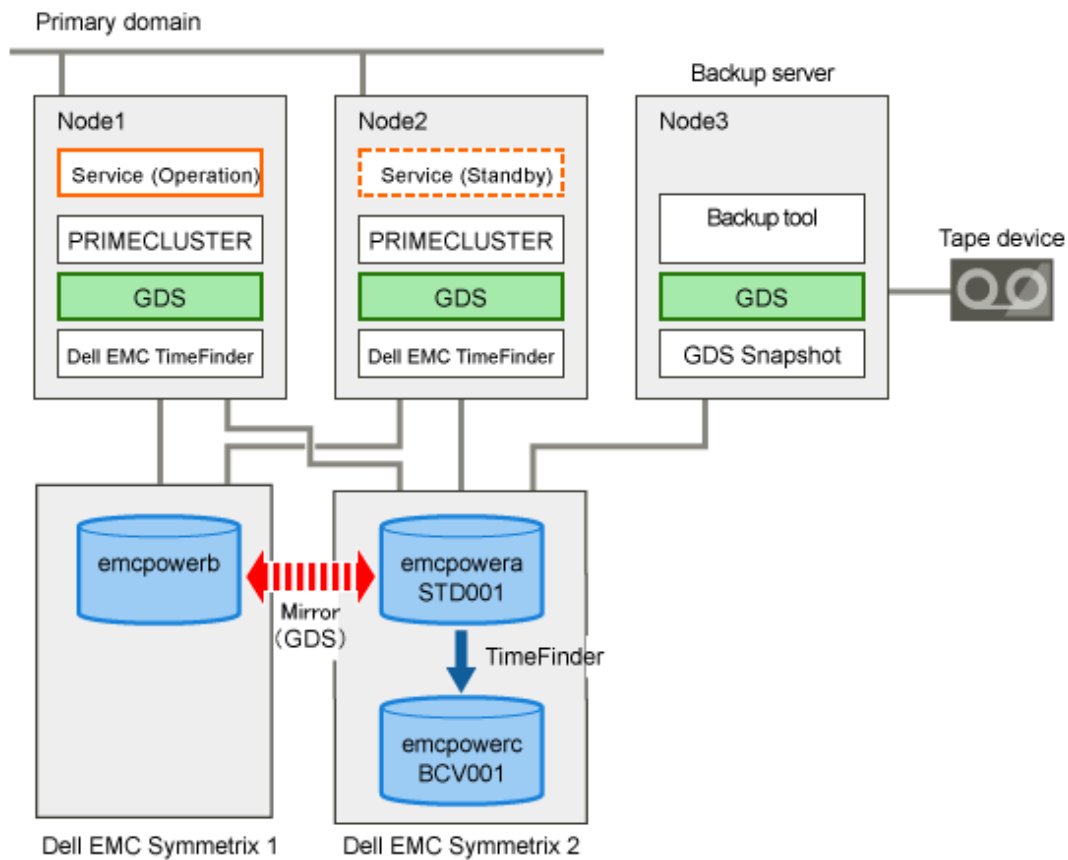 Primary domain
Backup server
Node1
Service (Operation)
PRIMECLUSTER
GDS
Dell EMC TimeFinder
Node2
Service (Standby)
PRIMECLUSTER
GDS
Dell EMC TimeFinder
Node3
Backup tool
GDS
GDS Snapshot
Tape device
emcpowerb
Mirror
(GDS)
emcpowera
STD001
TimeFinder
emcpowerc
BCV001
Dell EMC Symmetrix 1
Dell EMC Symmetrix 2